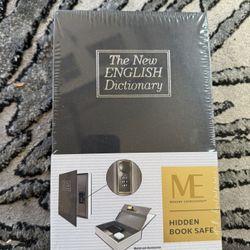 The New
ENGLISH
Dictionary
ME
HIDDEN
BOOK SAFE